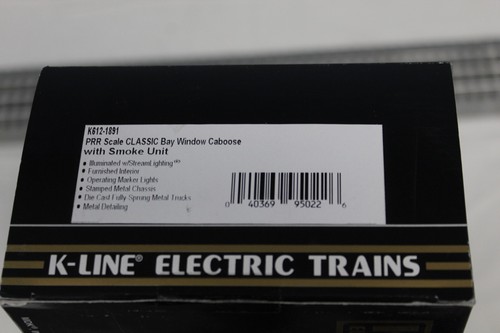 K612-1891
PRR Scale CLASSIC Bay Window Caboose
with Smoke Unit
• Illuminated w/StreamLighting™
• Furnished Interior
• Operating Marker Lights
• Stamped Metal Chassis
• Die Cast Fully Sprung Metal Trucks
• Metal Detailing
0 40369 95022 6
K-LINE® ELECTRIC TRAINS